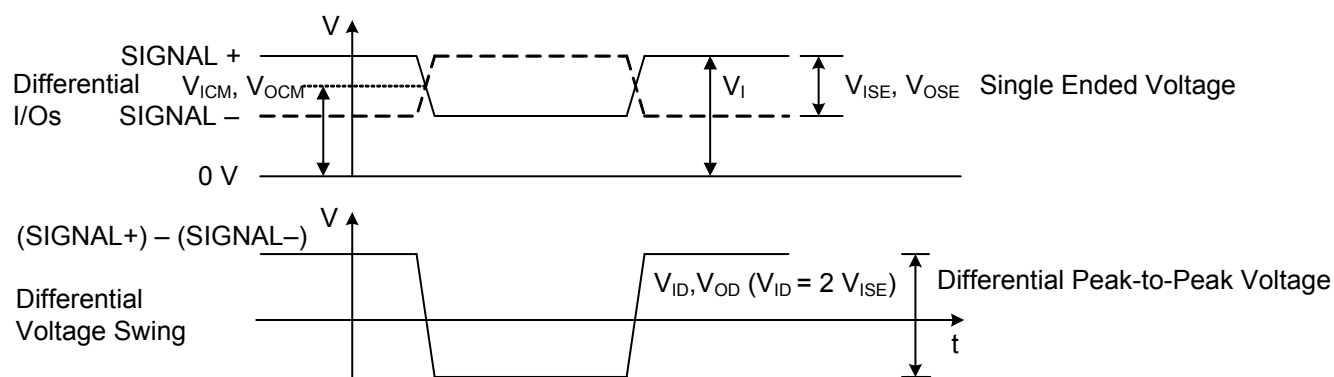 V
SIGNAL +
Differential I/Os
V_ICM, V_OCM
SIGNAL –
V_I
V_ISE, V_OSE Single Ended Voltage
0 V
V
(SIGNAL+) – (SIGNAL–)
V_ID,V_OD (V_ID = 2 V_ISE)
Differential Peak-to-Peak Voltage
Differential
Voltage Swing
t